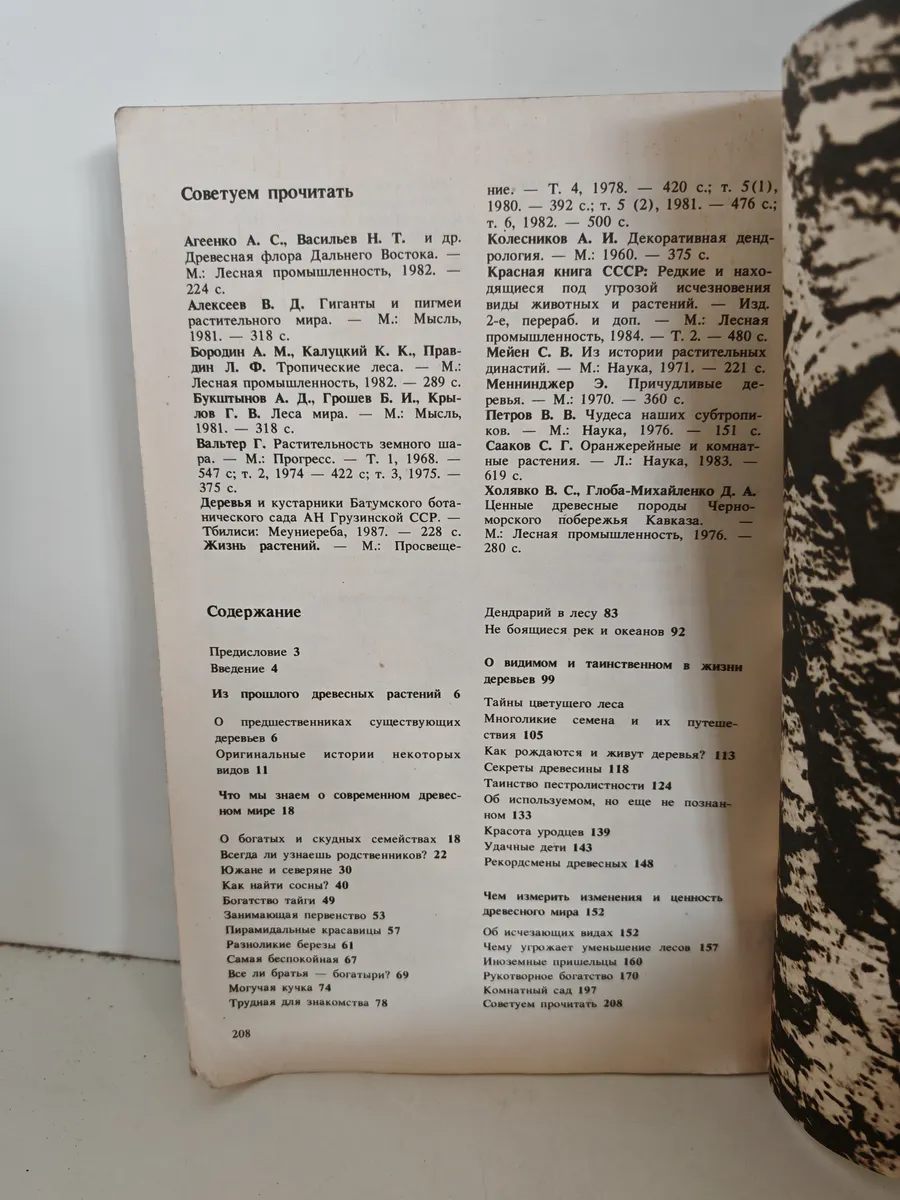 Советуем прочитать
Агеенко А. С., Васильев Н. Т. и др.
Древесная флора Дальнего Востока. —
М.: Лесная промышленность, 1982. —
224 с.
Алексеев В. Д. Гиганты и пигмеи
растительного мира. — М.: Мысль,
1981. — 318 с.
Бородин А. М., Калуцкий К. К., Прав-
дин Л. Ф. Тропические леса. — М.:
Лесная промышленность, 1982. — 289 с.
Букштынов А. Д., Грошев Б. И., Кры-
лов Г. В. Леса мира. — М.: Мысль,
1981. — 318 с.
Вальтер Г. Растительность земного ша-
ра. — М.: Прогресс. — Т. 1, 1968. —
547 с; т. 2, 1974 — 422 с; т. 3, 1975. —
375 с.
Деревья и кустарники Батумского бота-
нического сада АН Грузинской ССР. —
Тбилиси: Меуниереба, 1987. — 228 с.
Жизнь растений. — М.: Просвеще-
ние. — Т. 4, 1978. — 420 с.; т. 5(1),
1980. — 392 с.; т. 5 (2), 1981. — 476 с.;
т. 6, 1982. — 500 с.
Колесников А. И. Декоративная денд-
рология. — М.: 1960. — 375 с.
Красная книга СССР: Редкие и нахо-
дящиеся под угрозой исчезновения
виды животных и растений. — Изд.
2-е, перераб. и доп. — М.: Лесная
промышленность, 1984. — Т. 2. — 480 с.
Мейен С. В. Из истории растительных
династий. — М.: Наука, 1971. — 221 с.
Меннинджер Э. Причудливые де-
ревья. — М.: 1970. — 360 с.
Петров В. В. Чудеса наших субтропи-
ков. — М.: Наука, 1976. — 151 с.
Сааков С. Г. Оранжерейные и комнат-
ные растения. — Л.: Наука, 1983. —
619 с.
Холявко В. С., Глоба-Михайленко Д. А.
Ценные древесные породы Черно-
морского побережья Кавказа. —
М.: Лесная промышленность, 1976. —
280 с.
Содержание
Предисловие 3
Введение 4
Из прошлого древесных растений 6
О предшественниках существующих
деревьев 6
Оригинальные истории некоторых
видов 11
Что мы знаем о современном древес-
ном мире 18
О богатых и скудных семействах 18
Всегда ли узнаешь родственников? 22
Южане и северяне 30
Как найти сосны? 40
Богатство тайги 49
Занимающая первенство 53
Пирамидальные красавицы 57
Разноликие березы 61
Самая беспокойная 67
Все ли братья — богатыри? 69
Могучая кучка 74
Трудная для знакомства 78
Дендрарий в лесу 83
Не боящиеся рек и океанов 92
О видимом и таинственном в жизни
деревьев 99
Тайны цветущего леса
Многоликие семена и их путеше-
ствия 105
Как рождаются и живут деревья? 113
Секреты древесины 118
Таинство пестролистности 124
Об используемом, но еще не познан-
ном 133
Красота уродцев 139
Удачные дети 143
Рекордсмены древесных 148
Чем измерить изменения и ценность
древесного мира 152
Об исчезающих видах 152
Чему угрожает уменьшение лесов 157
Иноземные пришельцы 160
Рукотворное богатство 170
Комнатный сад 197
Советуем прочитать 208
208